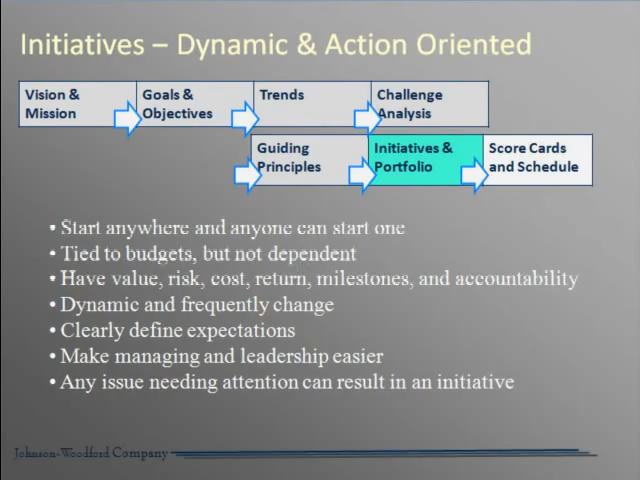 Initiatives – Dynamic & Action Oriented
Vision &
Mission
Goals &
Objectives
Trends
Challenge
Analysis
Guiding
Principles
Initiatives &
Portfolio
Score Cards
and Schedule
• Start anywhere and anyone can start one
• Tied to budgets, but not dependent
• Have value, risk, cost, return, milestones, and accountability
• Dynamic and frequently change
• Clearly define expectations
• Make managing and leadership easier
• Any issue needing attention can result in an initiative
Johnson-Woodford Company